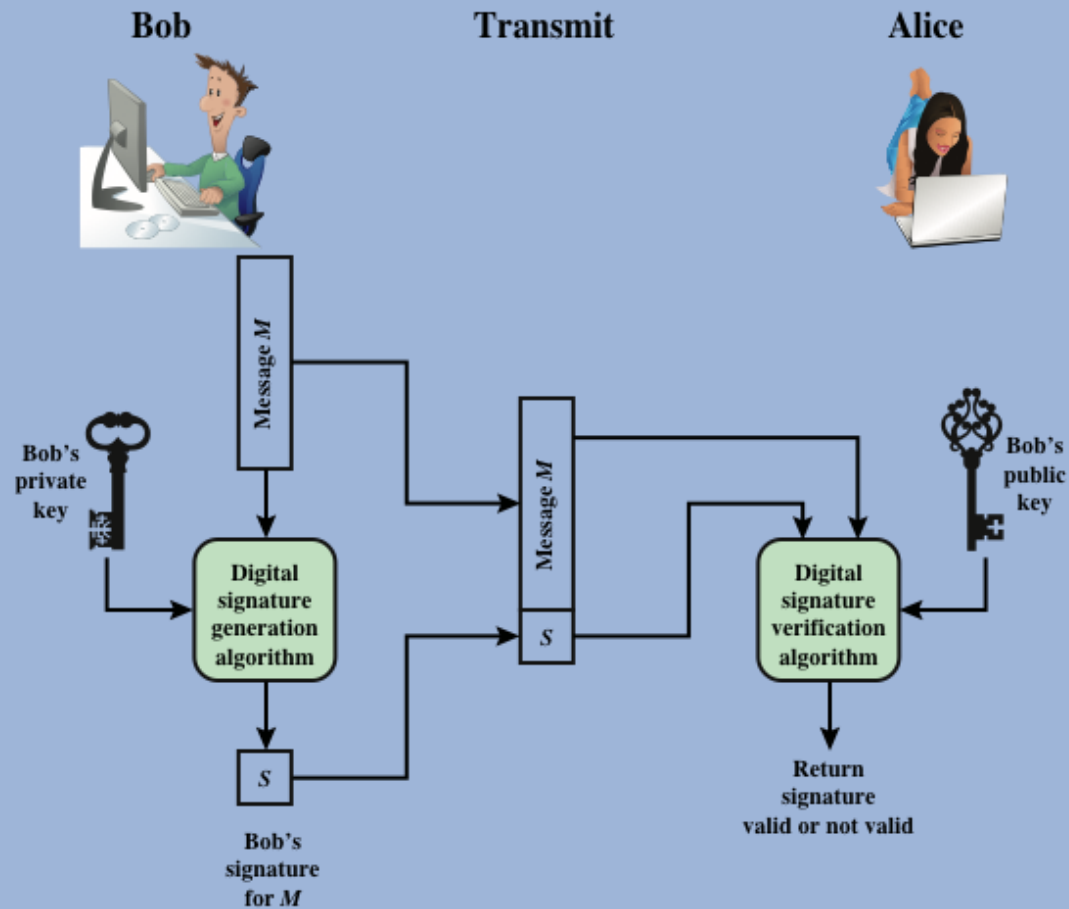 Bob
Transmit
Alice
Message M
Bob's
private
key
Message M
Bob's
public
key
Digital
signature
generation
algorithm
S
Digital
signature
verification
algorithm
S
Bob's
signature
for M
Return
signature
valid or not valid